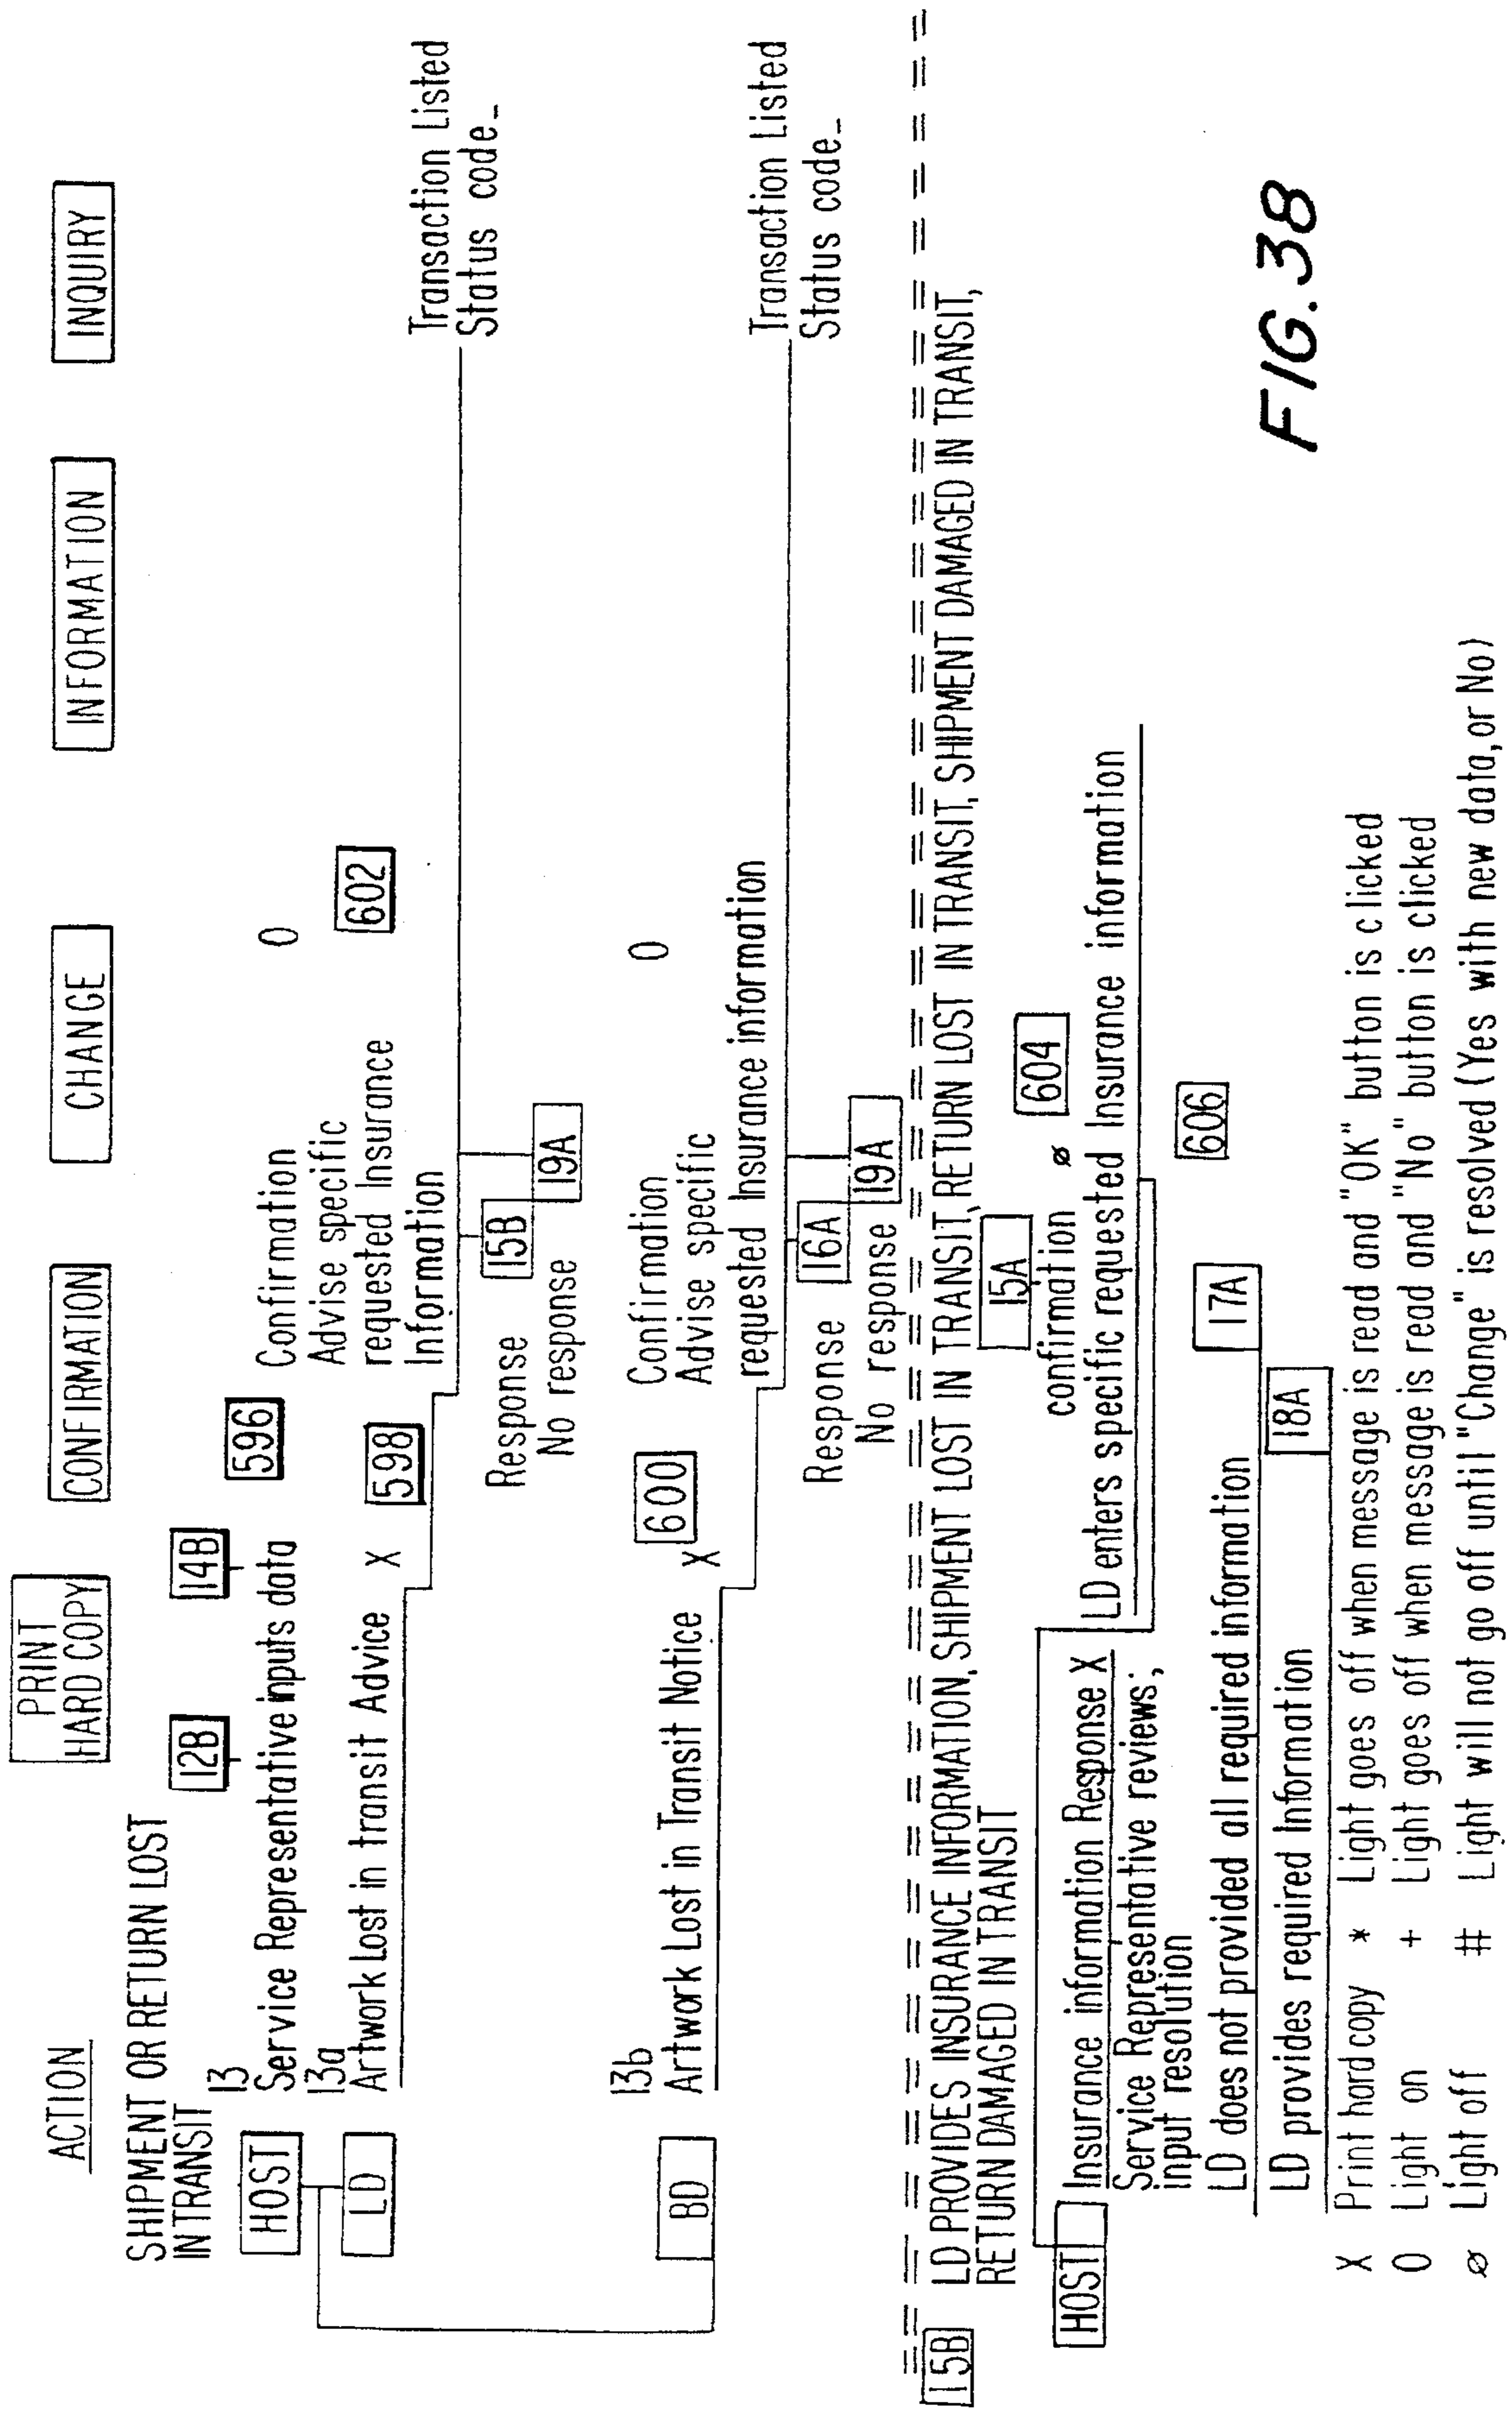 ACTION
PRINT
HARD COPY
CONFIRMATION
CHANGE
INFORMATION
INQUIRY
SHIPMENT OR RETURN LOST
IN TRANSIT
12B
14B
596
HOST
13
Service Representative inputs data
Confirmation
O
LD
13a
Artwork Lost in transit Advice X
598
Advise specific
requested Insurance
Information
602
Transaction Listed
Status code_
Response
15B
No response
19A
BD
13b
Artwork Lost in Transit Notice X
600
Confirmation
O
Advise specific
requested Insurance information
Transaction Listed
Status code_
Response
16A
No response
19A
15B
LD PROVIDES INSURANCE INFORMATION, SHIPMENT LOST IN TRANSIT, RETURN LOST IN TRANSIT, SHIPMENT DAMAGED IN TRANSIT,
RETURN DAMAGED IN TRANSIT
15A
604
confirmation ø
HOST
Insurance information Response X
LD enters specific requested Insurance information
Service Representative reviews;
input resolution
606
LD does not provided all required information
17A
LD provides required Information
18A
X Print hard copy * Light goes off when message is read and "OK" button is clicked
O Light on + Light goes off when message is read and "No" button is clicked
ø Light off # Light will not go off until "Change" is resolved (Yes with new data, or No)
FIG. 38